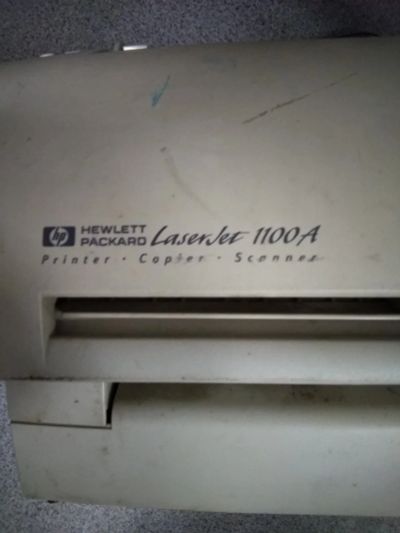 hp HEWLETT PACKARD LaserJet 1100A
Printer · Copier · Scanner